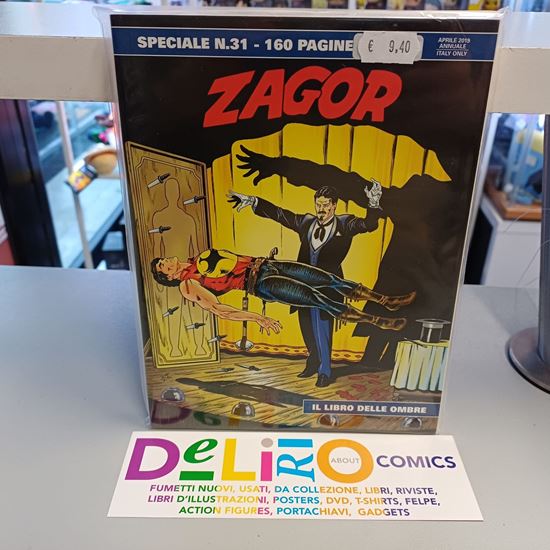 SPECIALE N.31 - 160 PAGINE
€ 9,40
APRILE 2019
ANNUALE
ITALY ONLY
ZAGOR
IL LIBRO DELLE OMBRE
DeLiRiO
ABOUT
COMICS
FUMETTI NUOVI, USATI, DA COLLEZIONE, LIBRI, RIVISTE,
LIBRI D'ILLUSTRAZIONI, POSTERS, DVD, T-SHIRTS, FELPE,
ACTION FIGURES, PORTACHIAVI, GADGETS